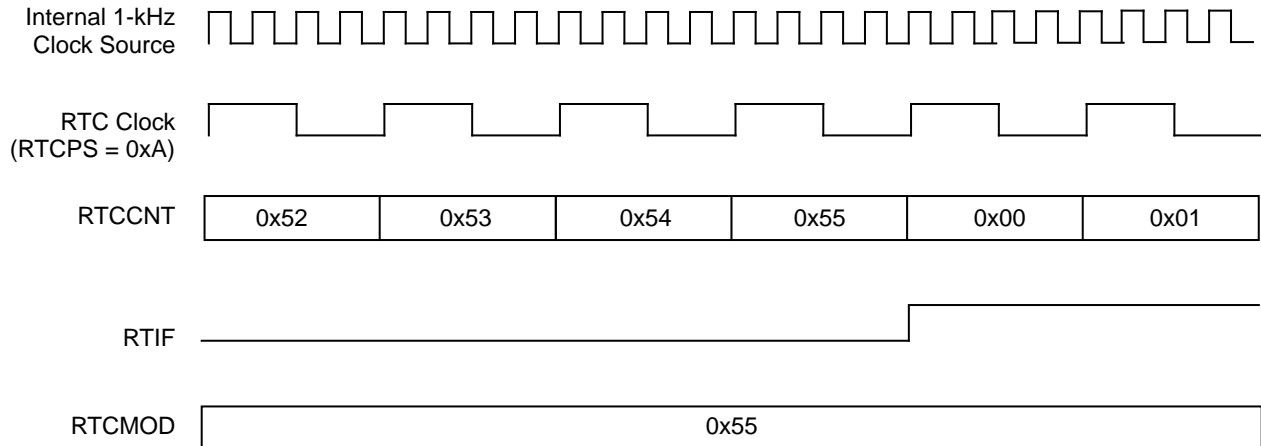 Internal 1-kHz
Clock Source
RTC Clock
(RTCPS = 0xA)
RTCCNT
0x52 0x53 0x54 0x55 0x00 0x01
RTIF
RTCMOD
0x55